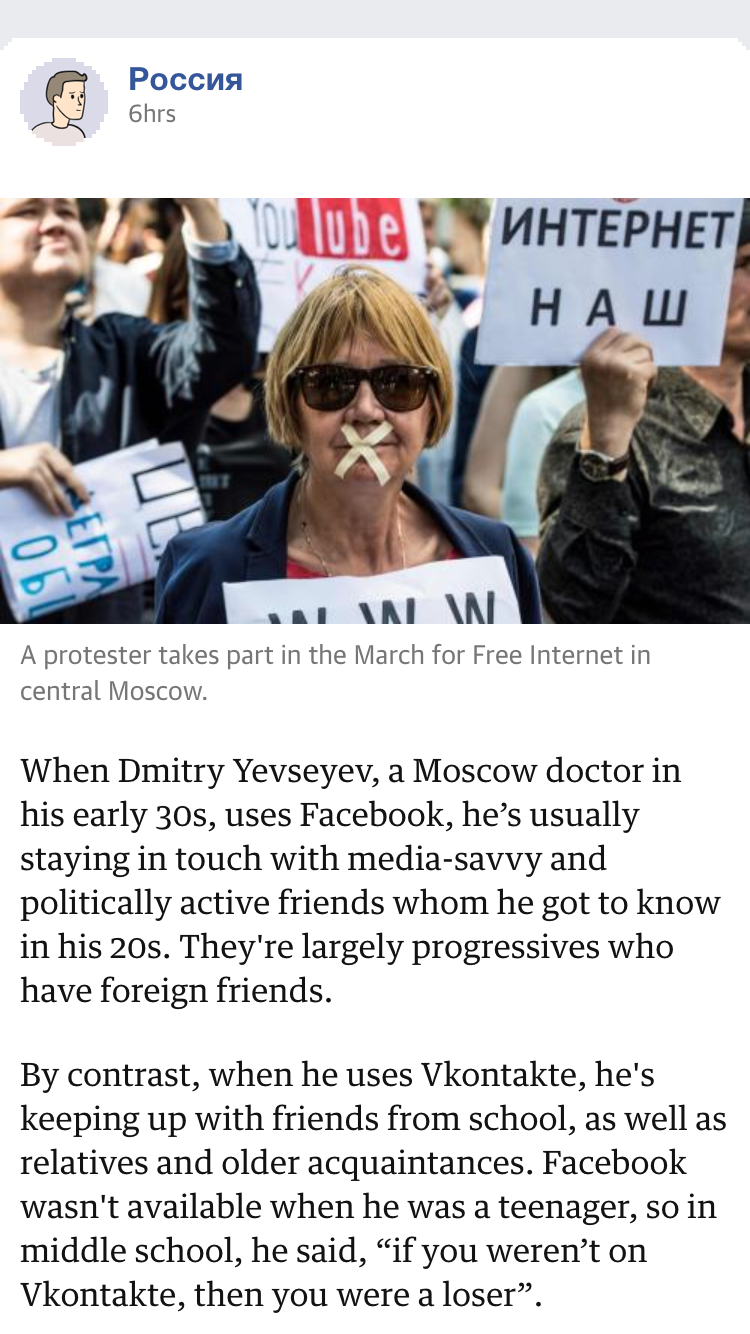 Россия
6hrs
YOU Tube
ИНТЕРНЕТ
НАШ
WWW
A protester takes part in the March for Free Internet in
central Moscow.
When Dmitry Yevseyev, a Moscow doctor in
his early 30s, uses Facebook, he’s usually
staying in touch with media-savvy and
politically active friends whom he got to know
in his 20s. They're largely progressives who
have foreign friends.
By contrast, when he uses Vkontakte, he's
keeping up with friends from school, as well as
relatives and older acquaintances. Facebook
wasn't available when he was a teenager, so in
middle school, he said, “if you weren’t on
Vkontakte, then you were a loser”.